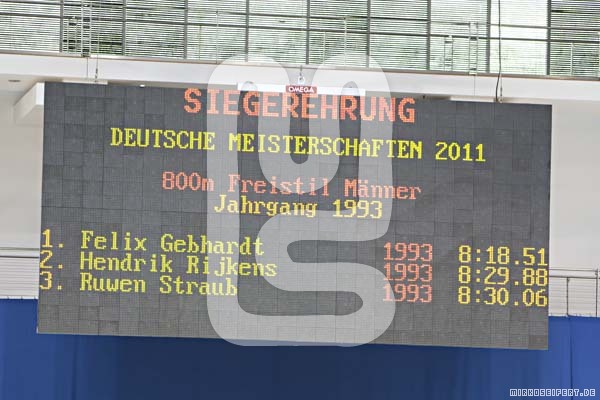 OMEGA
SIEGEREHRUNG
DEUTSCHE MEISTERSCHAFTEN 2011
800m Freistil Männer
Jahrgang 1993
1. Felix Gebhardt 1993 8:18.51
2. Hendrik Rijkens 1993 8:29.88
3. Ruwen Straub 1993 8:30.06
MIRKOSEIFERT.DE